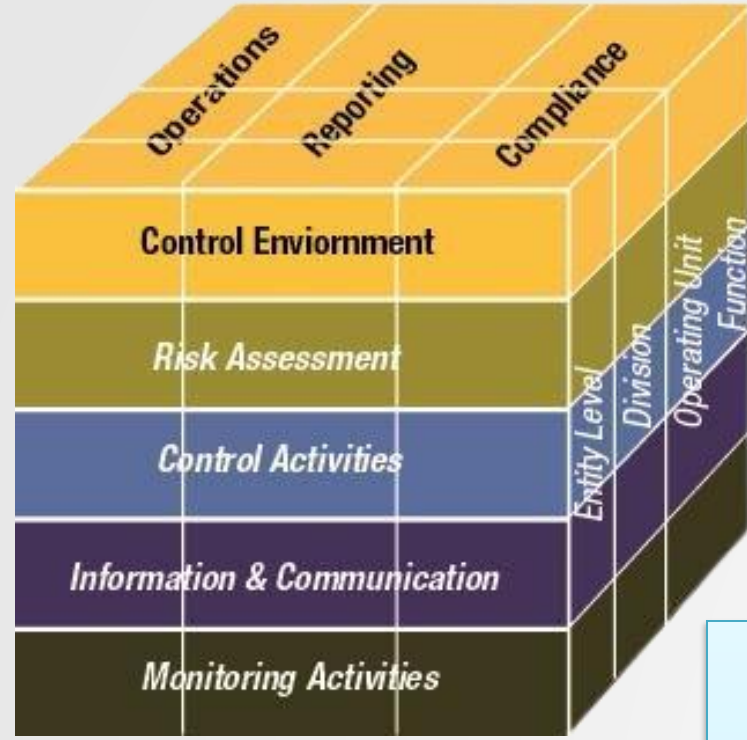 Operations
Reporting
Compliance
Control Enviornment
Risk Assessment
Control Activities
Information & Communication
Monitoring Activities
Entity Level
Division
Operating Unit
Function